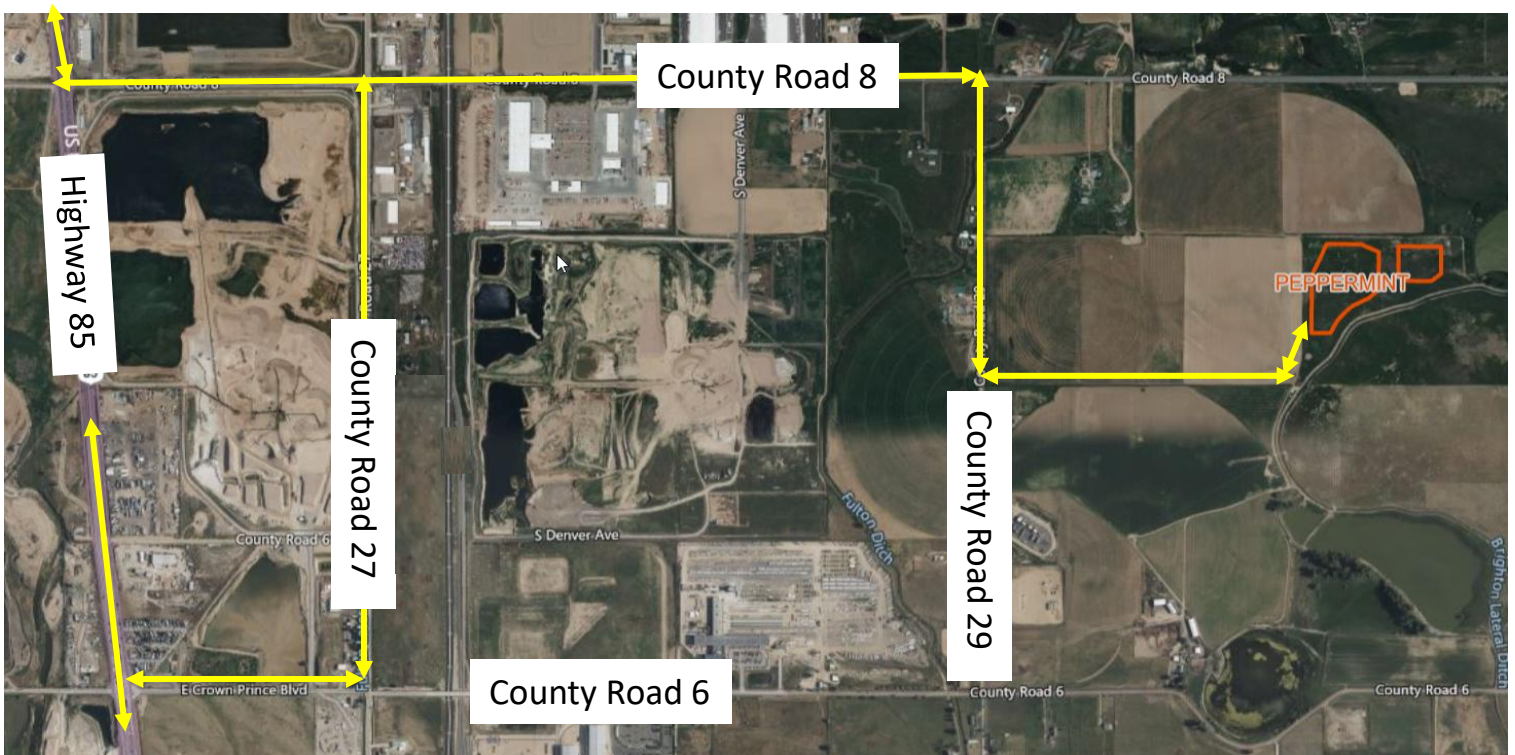 County Road 8
County Road 8
US
S Denver Ave
Highway 85
PEPPERMINT
County Road 27
County Road 29
County Road 6
S Denver Ave
Fulton Ditch
Brighton Lateral Ditch
E Crown Prince Blvd
County Road 6
County Road 6
County Road 6